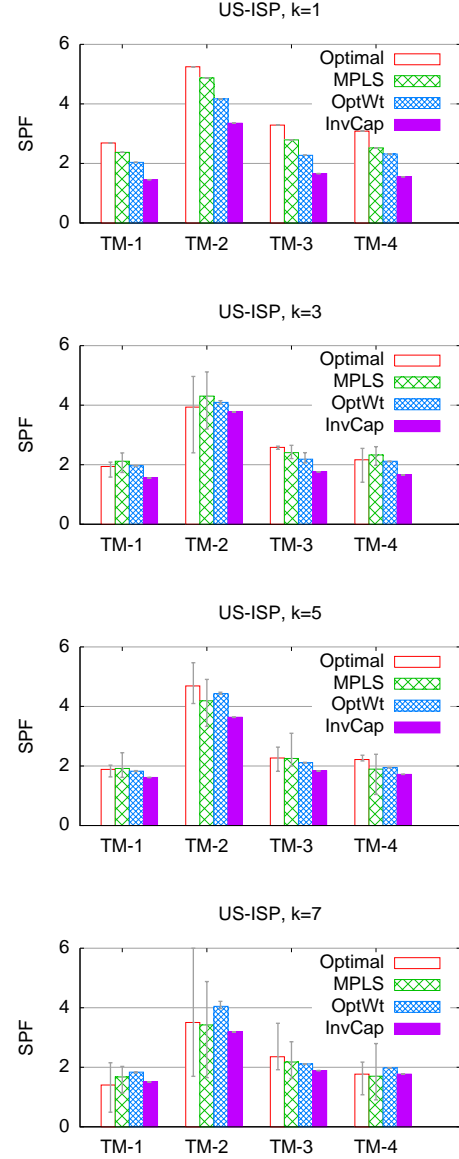 US-ISP, k=1
6
4
2
0
SPF
Optimal
MPLS
OptWt
InvCap
TM-1 TM-2 TM-3 TM-4
US-ISP, k=3
6
4
2
0
SPF
Optimal
MPLS
OptWt
InvCap
TM-1 TM-2 TM-3 TM-4
US-ISP, k=5
6
4
2
0
SPF
Optimal
MPLS
OptWt
InvCap
TM-1 TM-2 TM-3 TM-4
US-ISP, k=7
6
4
2
0
SPF
Optimal
MPLS
OptWt
InvCap
TM-1 TM-2 TM-3 TM-4